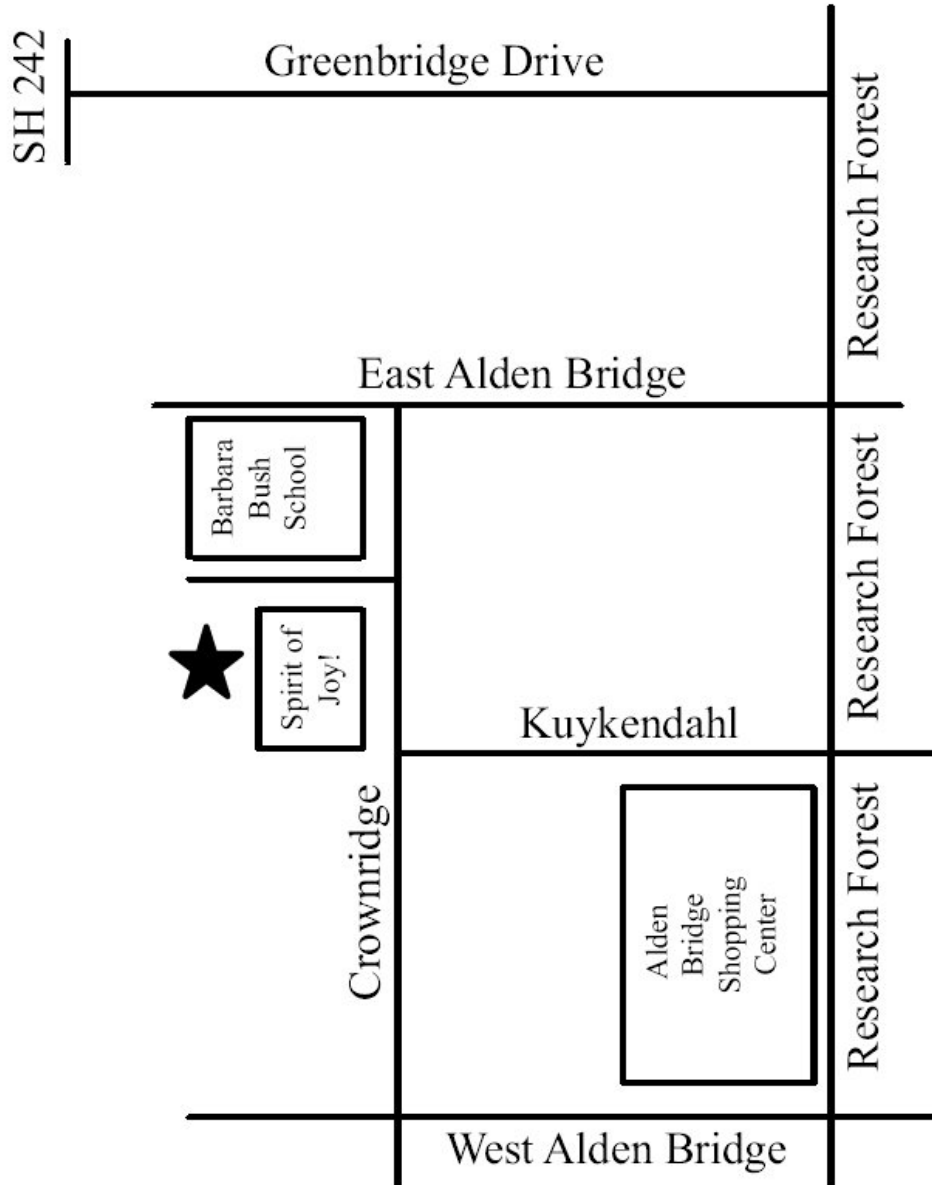 SH 242
Greenbridge Drive
Research Forest
East Alden Bridge
Barbara
Bush
School
Research Forest
Spirit of
Joy!
Kuykendahl
Crownridge
Alden
Bridge
Shopping
Center
Research Forest
West Alden Bridge